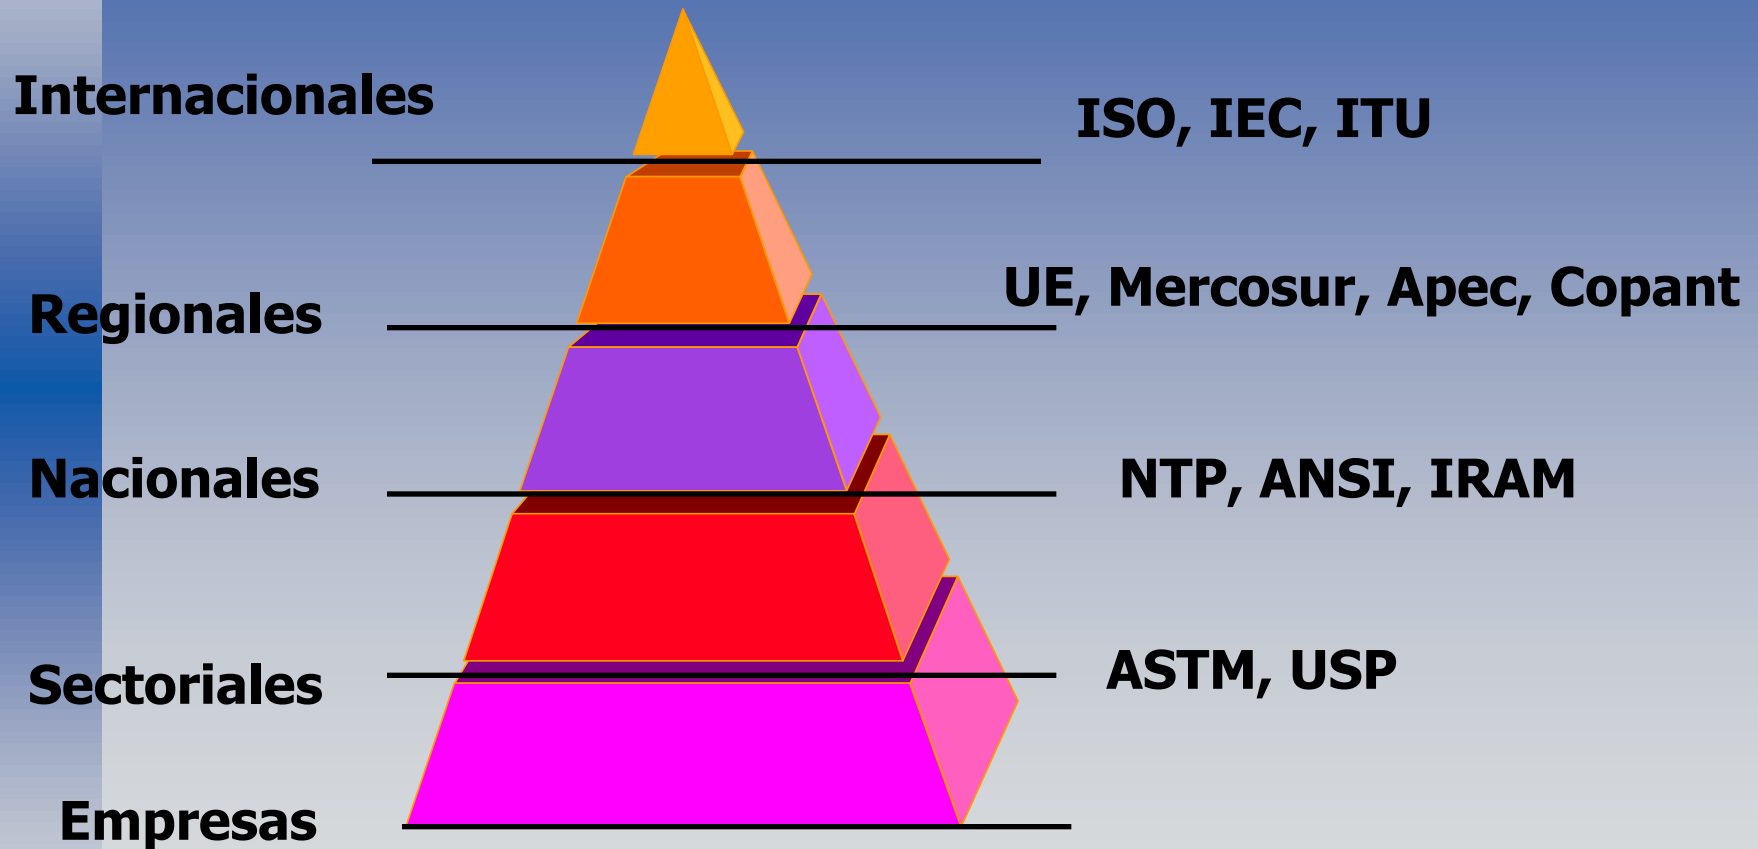 Internacionales
ISO, IEC, ITU
Regionales
UE, Mercosur, Apec, Copant
Nacionales
NTP, ANSI, IRAM
Sectoriales
ASTM, USP
Empresas